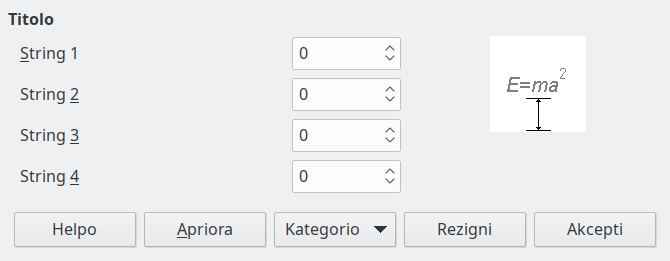 Titolo
String 1 0
String 2 0
String 3 0
String 4 0
E=ma²
Helpo Apriora Kategorio Rezigni Akcepti